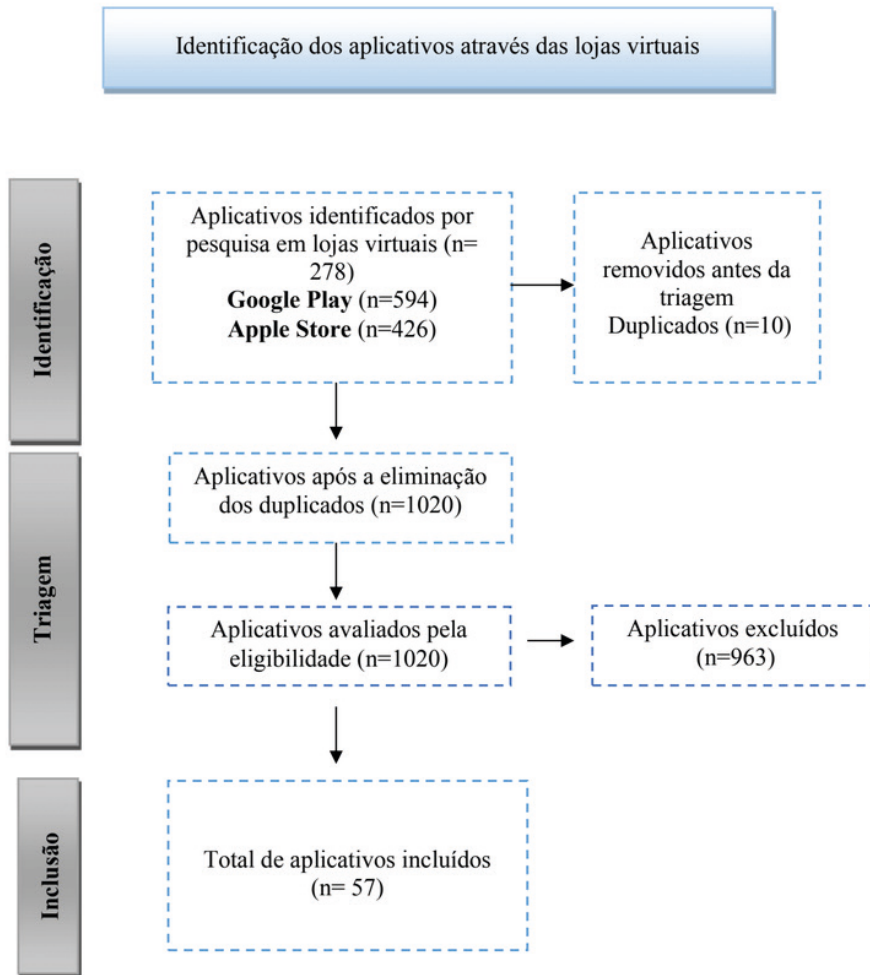 Identificação dos aplicativos através das lojas virtuais
Identificação
Aplicativos identificados por
pesquisa em lojas virtuais (n=
278)
Google Play (n=594)
Apple Store (n=426)
Aplicativos
removidos antes da
triagem
Duplicados (n=10)
Triagem
Aplicativos após a eliminação
dos duplicados (n=1020)
Aplicativos avaliados pela
eligibilidade (n=1020)
Aplicativos excluídos
(n=963)
Inclusão
Total de aplicativos incluídos
(n= 57)